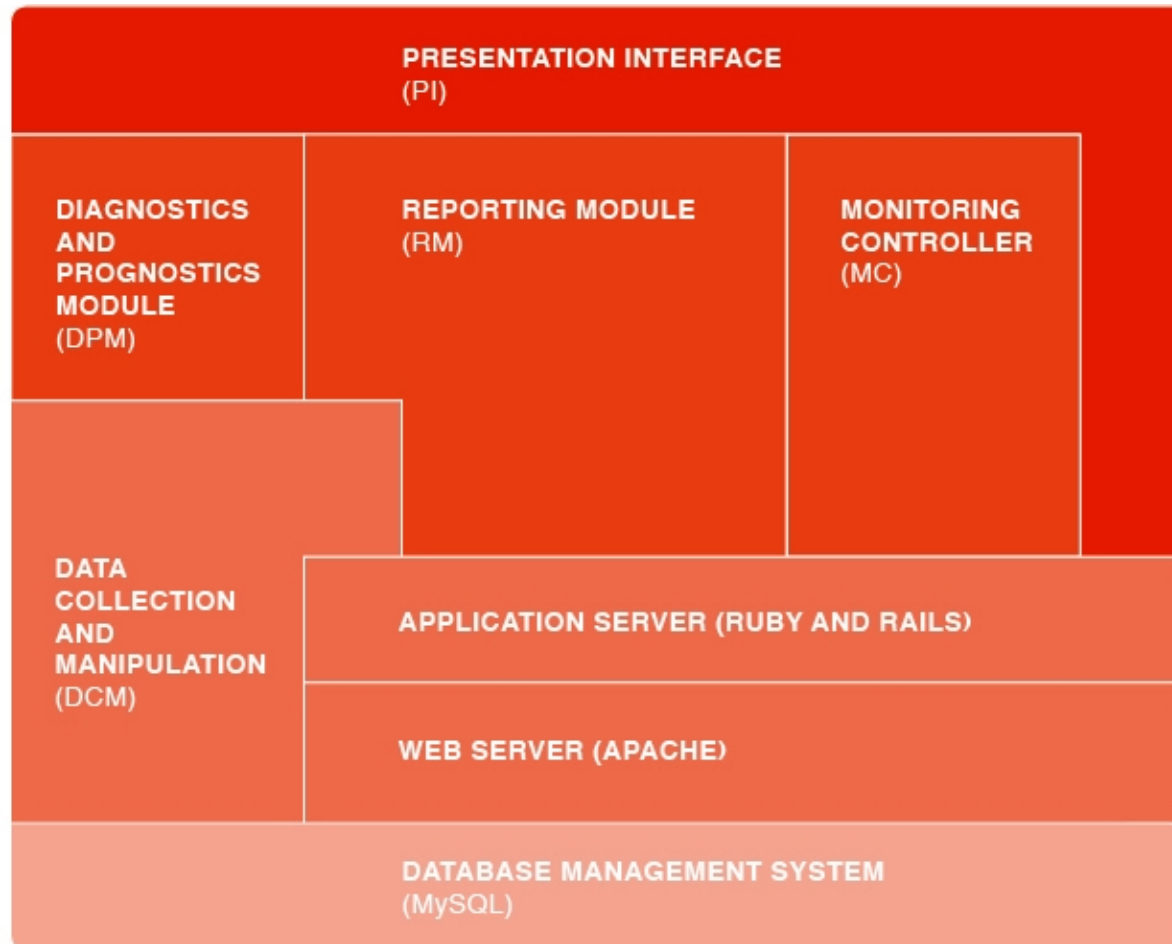 PRESENTATION INTERFACE
(PI)
DIAGNOSTICS
AND
PROGNOSTICS
MODULE
(DPM)
REPORTING MODULE
(RM)
MONITORING
CONTROLLER
(MC)
DATA
COLLECTION
AND
MANIPULATION
(DCM)
APPLICATION SERVER (RUBY AND RAILS)
WEB SERVER (APACHE)
DATABASE MANAGEMENT SYSTEM
(MySQL)